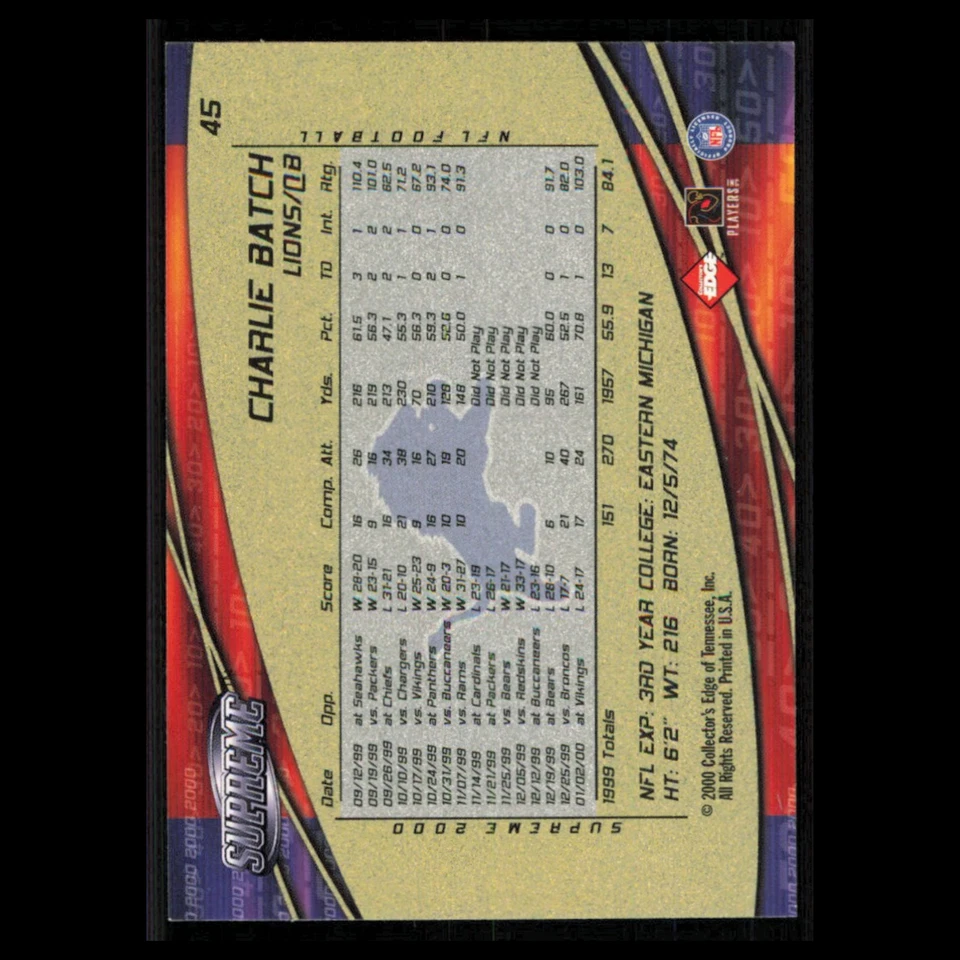 45
CHARLIE BATCH
LIONS/QB
NFL FOOTBALL
Date Opp. Score Comp. Att. Yds. Pct. TD Int. Rtg.
09/12/99 at Seahawks W 28-20 16 26 216 61.5 3 1 110.4
09/19/99 vs. Packers W 23-15 9 16 219 56.3 2 2 101.0
09/26/99 at Chiefs L 31-21 16 34 213 47.1 2 2 62.5
10/10/99 vs. Chargers L 20-10 21 38 230 55.3 1 1 71.2
10/17/99 vs. Vikings W 25-23 9 16 70 56.3 0 0 67.2
10/24/99 at Panthers W 24-9 16 27 210 59.3 2 1 93.1
10/31/99 vs. Buccaneers W 20-3 10 19 128 52.6 0 0 74.0
11/07/99 vs. Rams W 31-27 10 20 148 50.0 1 0 91.3
11/14/99 at Cardinals L 23-19 Did Not Play
11/21/99 at Packers L 26-17 Did Not Play
11/25/99 vs. Bears W 21-17 Did Not Play
12/05/99 vs. Redskins W 33-17 Did Not Play
12/12/99 at Buccaneers L 23-16 Did Not Play
12/19/99 at Bears L 28-10 6 10 95 60.0 0 0 91.7
12/25/99 vs. Broncos L 17-7 21 40 267 52.5 1 0 82.0
01/02/00 at Vikings L 24-17 17 24 161 70.8 1 0 103.0
1999 Totals 151 270 1957 55.9 13 7 84.1
SUPREME 2000
NFL EXP: 3RD YEAR COLLEGE: EASTERN MICHIGAN
HT: 6'2" WT: 216 BORN: 12/5/74
© 2000 Collector's Edge of Tennessee, Inc.
All Rights Reserved. Printed in U.S.A.
SUPREME
EDGE
PLAYERS INC
NFL